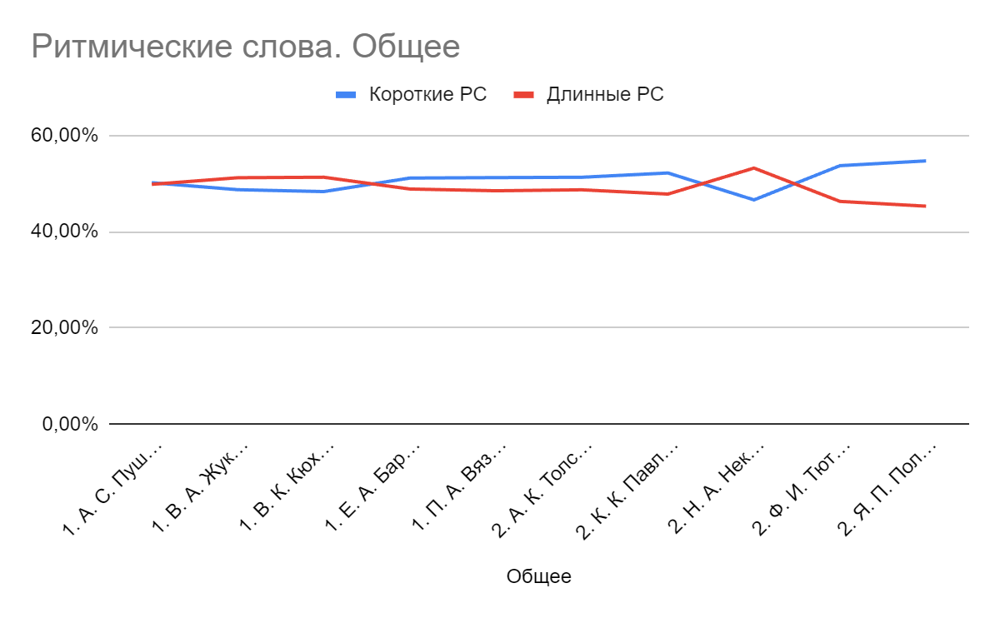 Ритмические слова. Общее
Короткие РС
Длинные РС
60,00%
40,00%
20,00%
0,00%
1. А. С. Пуш…
1. В. А. Жук…
1. В. К. Кюх…
1. Е. А. Бар…
1. П. А. Вяз…
2. А. К. Толс…
2. К. К. Павл…
2. Н. А. Нек…
2. Ф. И. Тют…
2. Я. П. Пол…
Общее